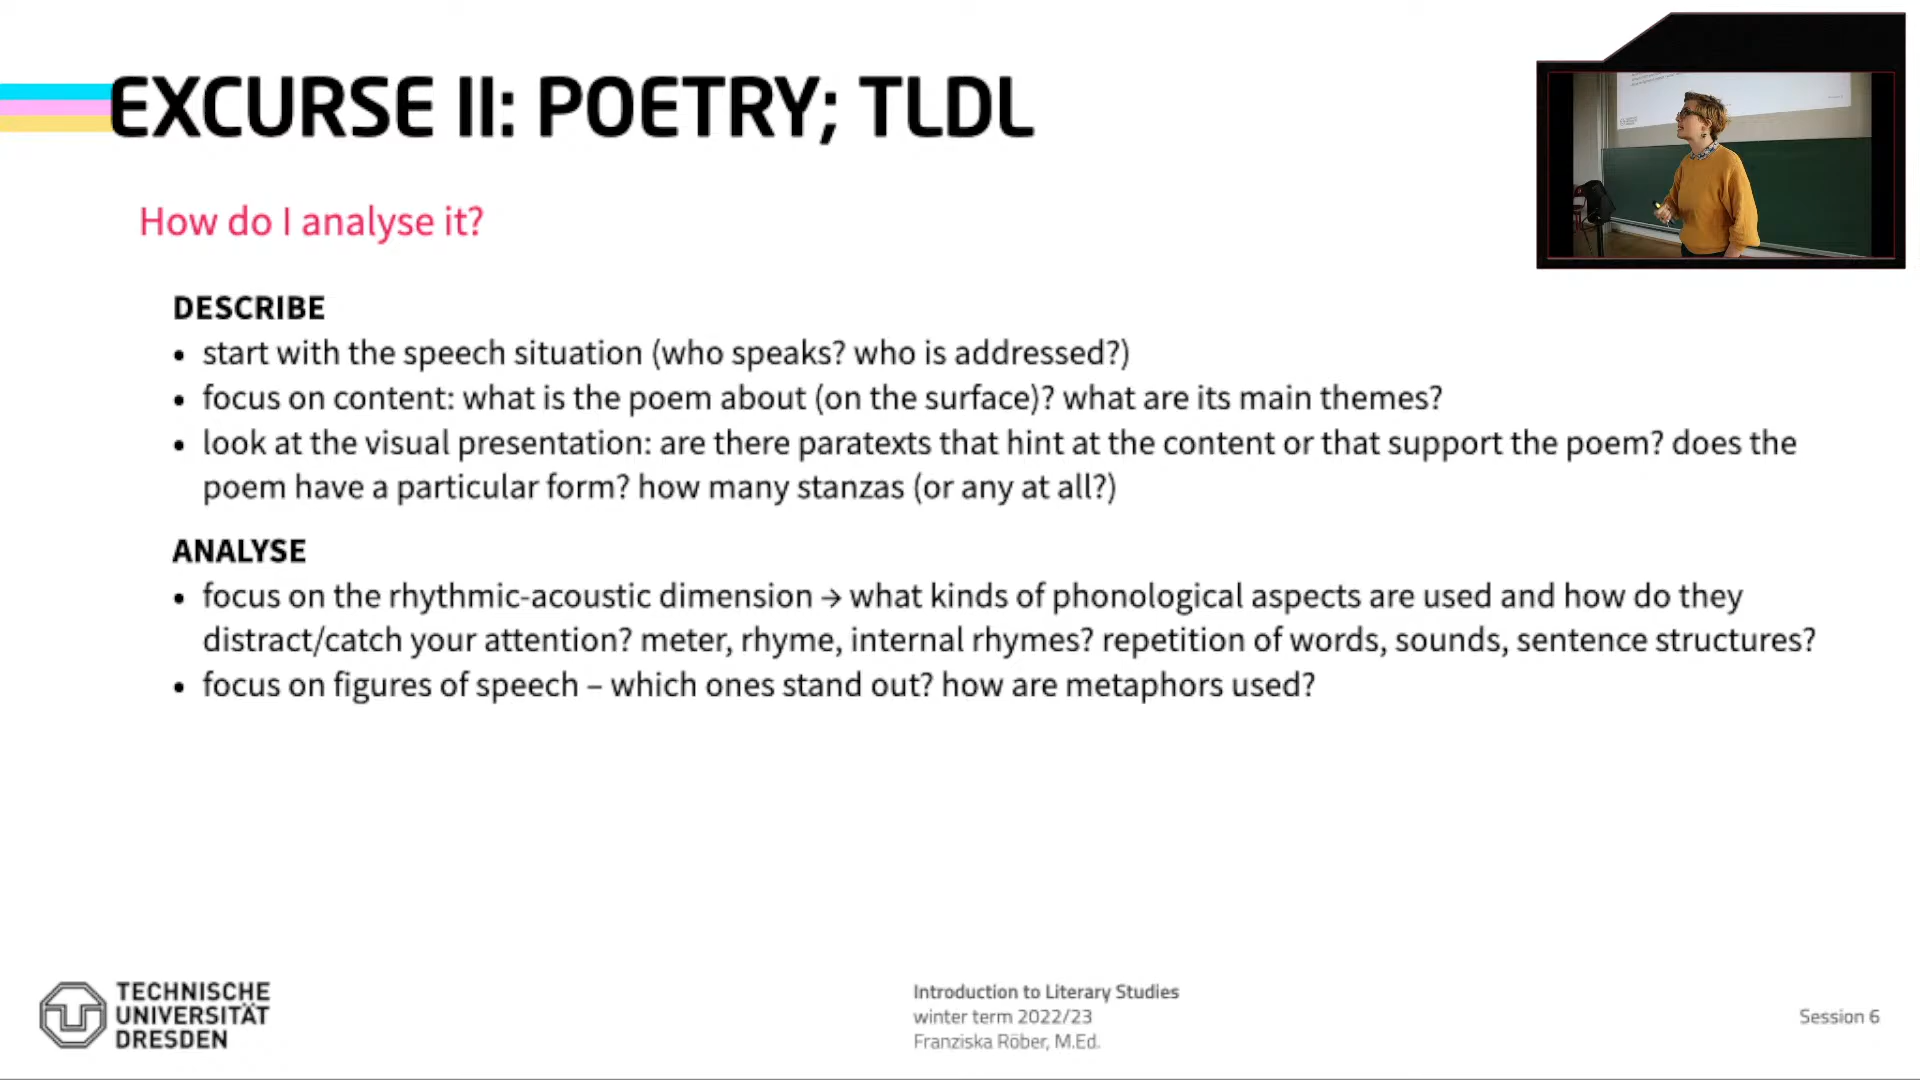 EXCURSE II: POETRY; TLDL
How do I analyse it?
DESCRIBE
• start with the speech situation (who speaks? who is addressed?)
• focus on content: what is the poem about (on the surface)? what are its main themes?
• look at the visual presentation: are there paratexts that hint at the content or that support the poem? does the
poem have a particular form? how many stanzas (or any at all?)
ANALYSE
• focus on the rhythmic-acoustic dimension → what kinds of phonological aspects are used and how do they
distract/catch your attention? meter, rhyme, internal rhymes? repetition of words, sounds, sentence structures?
• focus on figures of speech – which ones stand out? how are metaphors used?
TECHNISCHE
UNIVERSITÄT
DRESDEN
Introduction to Literary Studies
winter term 2022/23
Franziska Röber, M.Ed.
Session 6